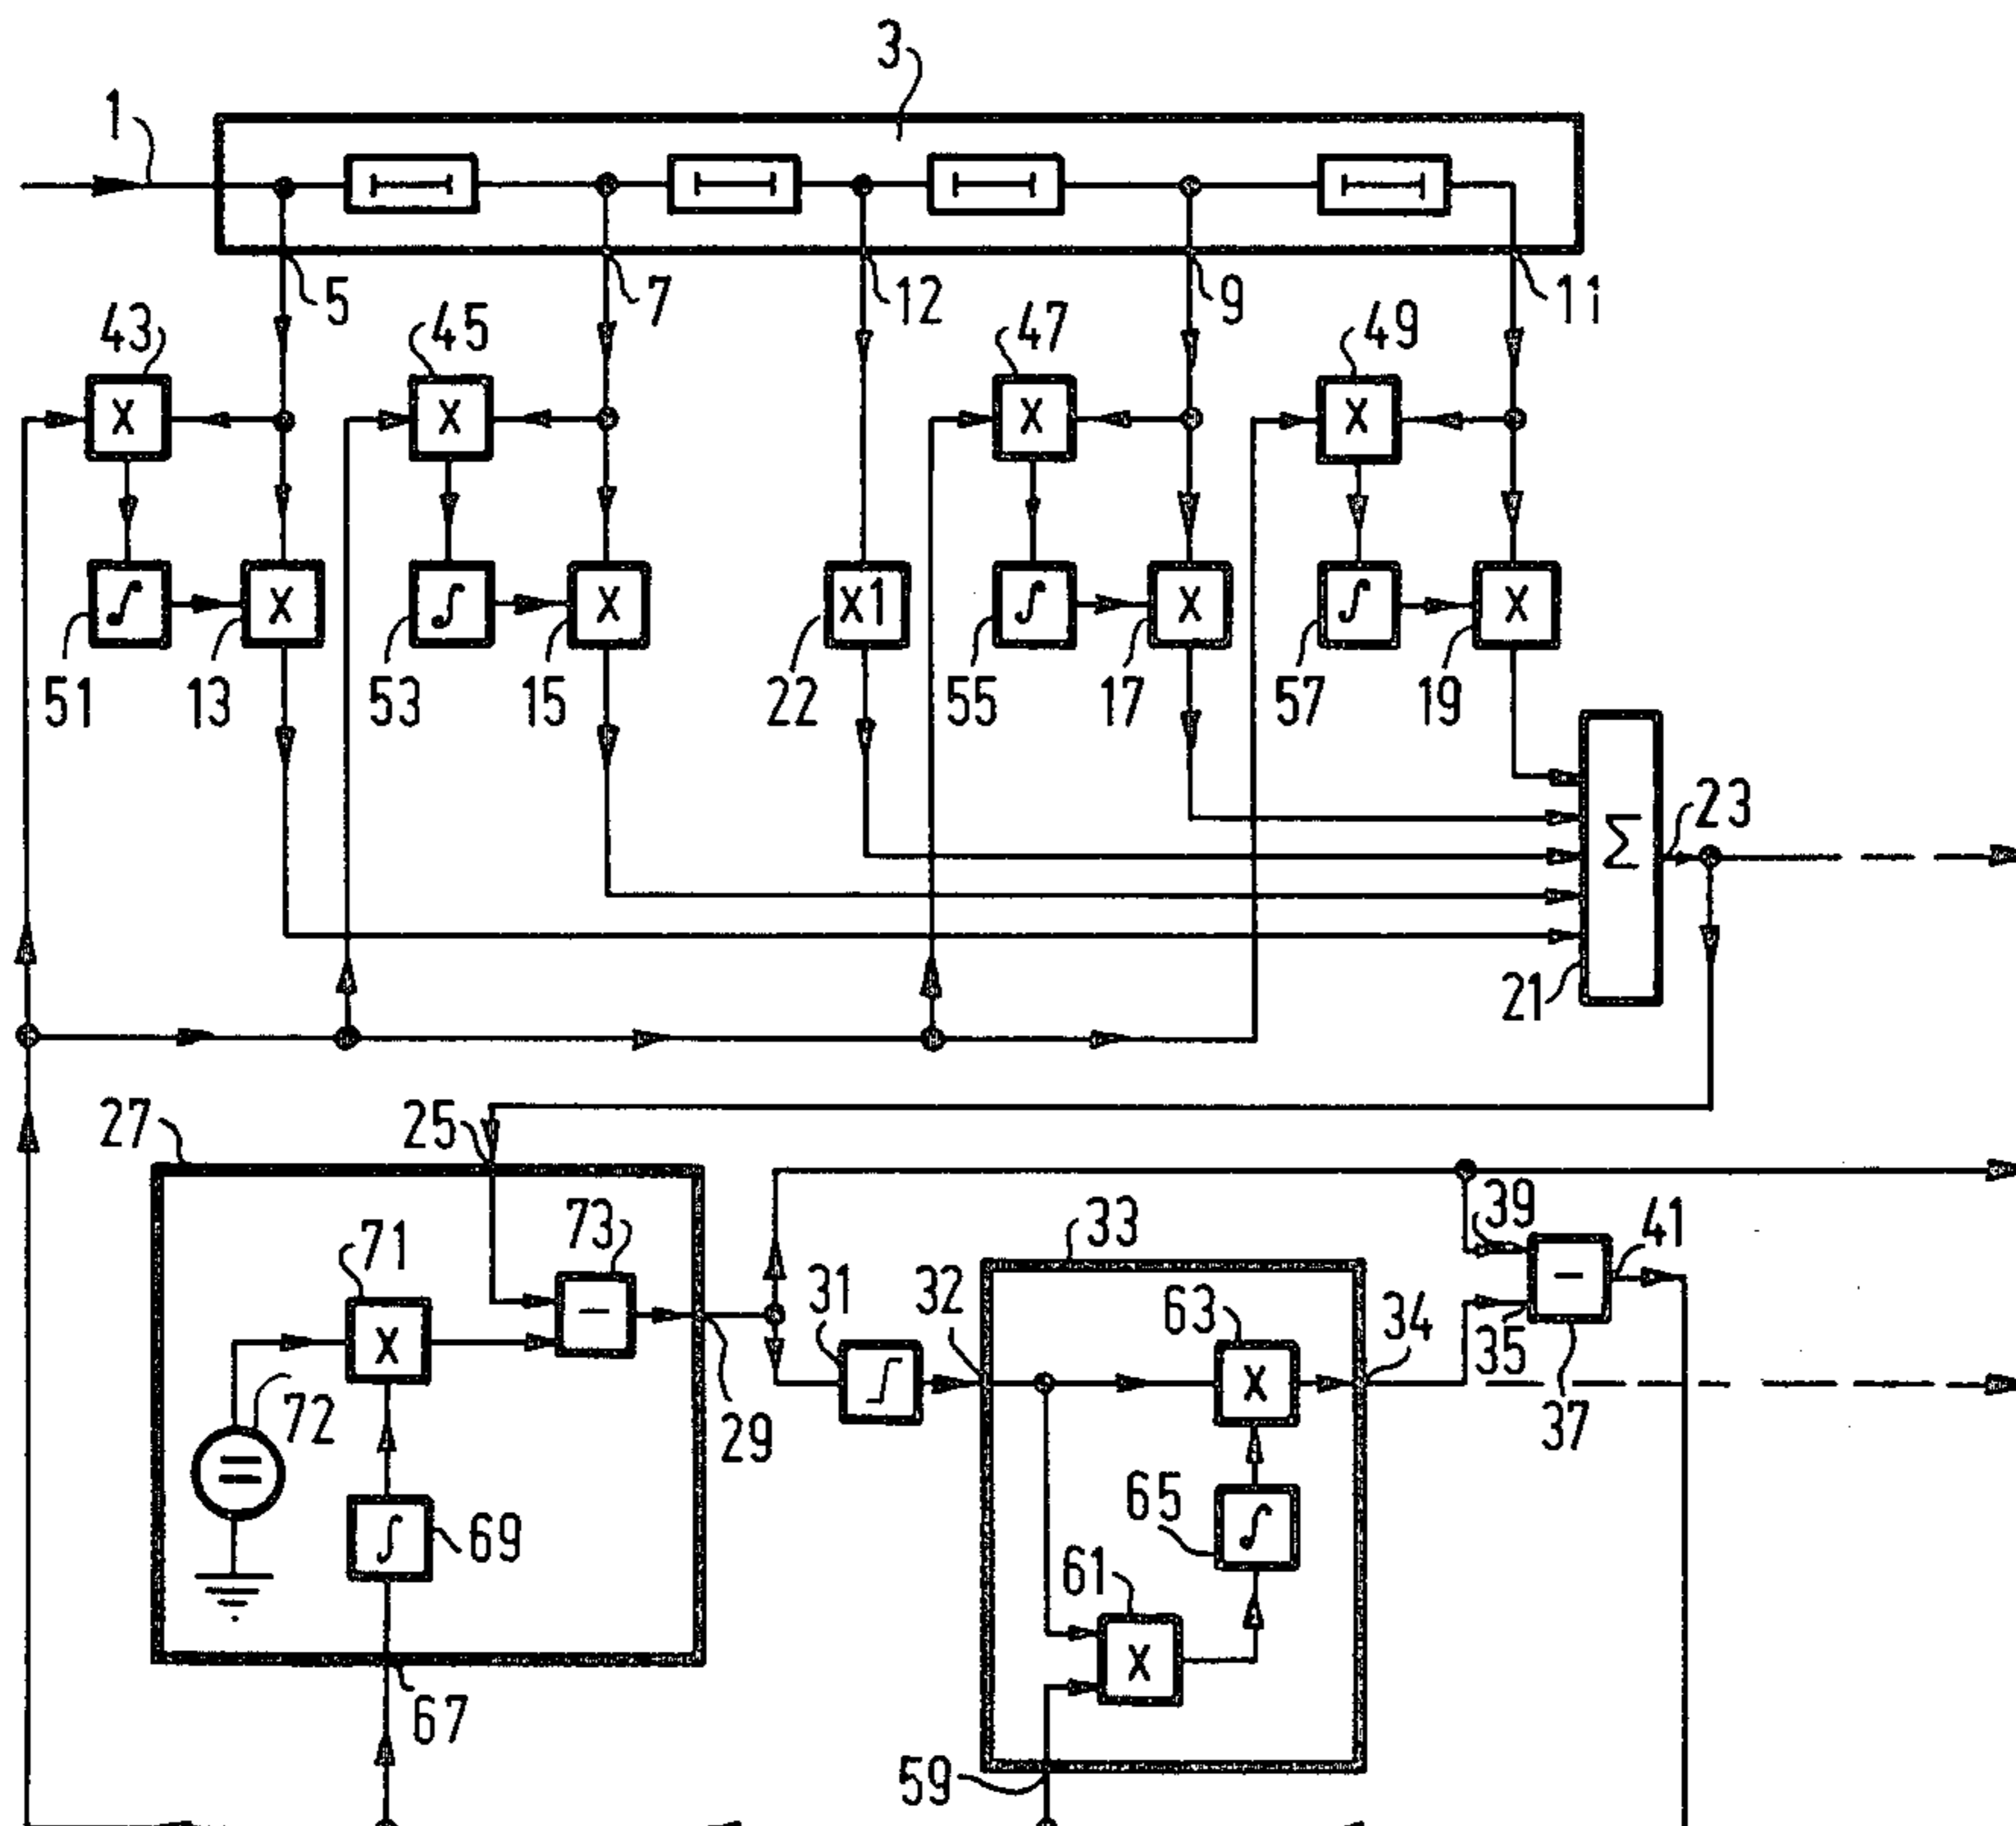 3
1
5 7 12 9 11
43 45 47 49
X X X X
∫ X ∫ X X1 ∫ X ∫ X
51 13 53 15 22 55 17 57 19
23
Σ
21
27 25
73 33 39 41
71 −
− 31 32 63 34
X X 35
72 29 37
65
∫ 69 ∫
61
X
67
59